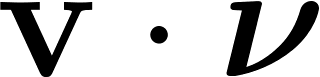 𝐯 · 𝝂